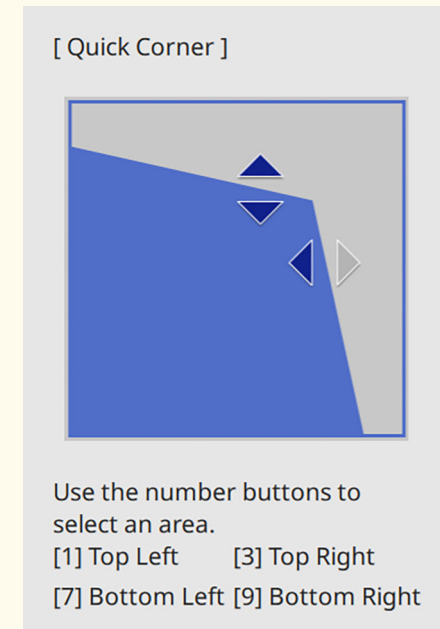 [ Quick Corner ]
Use the number buttons to
select an area.
[1] Top Left [3] Top Right
[7] Bottom Left [9] Bottom Right